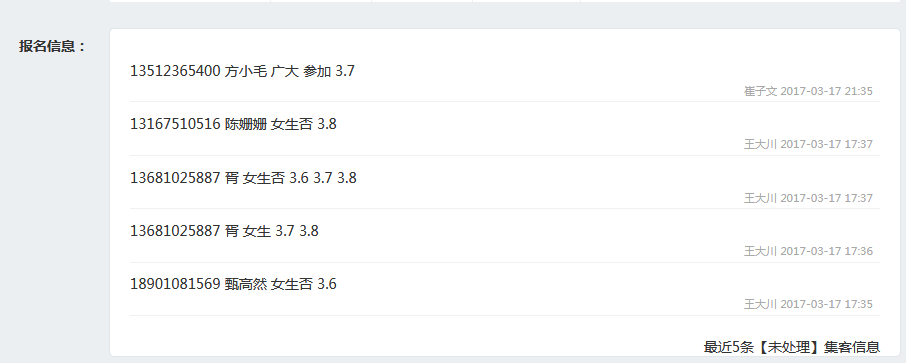 报名信息：
13512365400 方小毛 广大 参加 3.7
崔子文 2017-03-17 21:35
13167510516 陈姗姗 女生否 3.8
王大川 2017-03-17 17:37
13681025887 胥 女生否 3.6 3.7 3.8
王大川 2017-03-17 17:37
13681025887 胥 女生 3.7 3.8
王大川 2017-03-17 17:36
18901081569 甄高然 女生否 3.6
王大川 2017-03-17 17:35
最近5条【未处理】集客信息